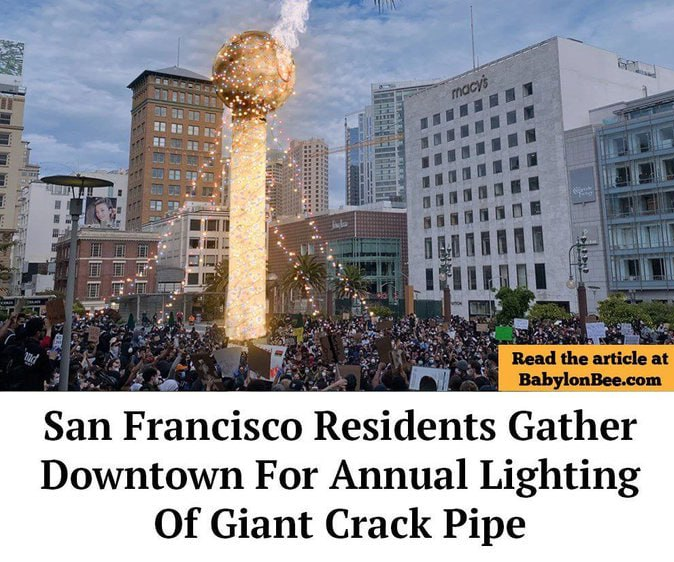 macy's
Read the article at
BabylonBee.com
San Francisco Residents Gather
Downtown For Annual Lighting
Of Giant Crack Pipe